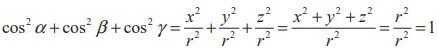 cos² α + cos² β + cos² γ = x²/r² + y²/r² + z²/r² = (x² + y² + z²)/r² = r²/r² = 1